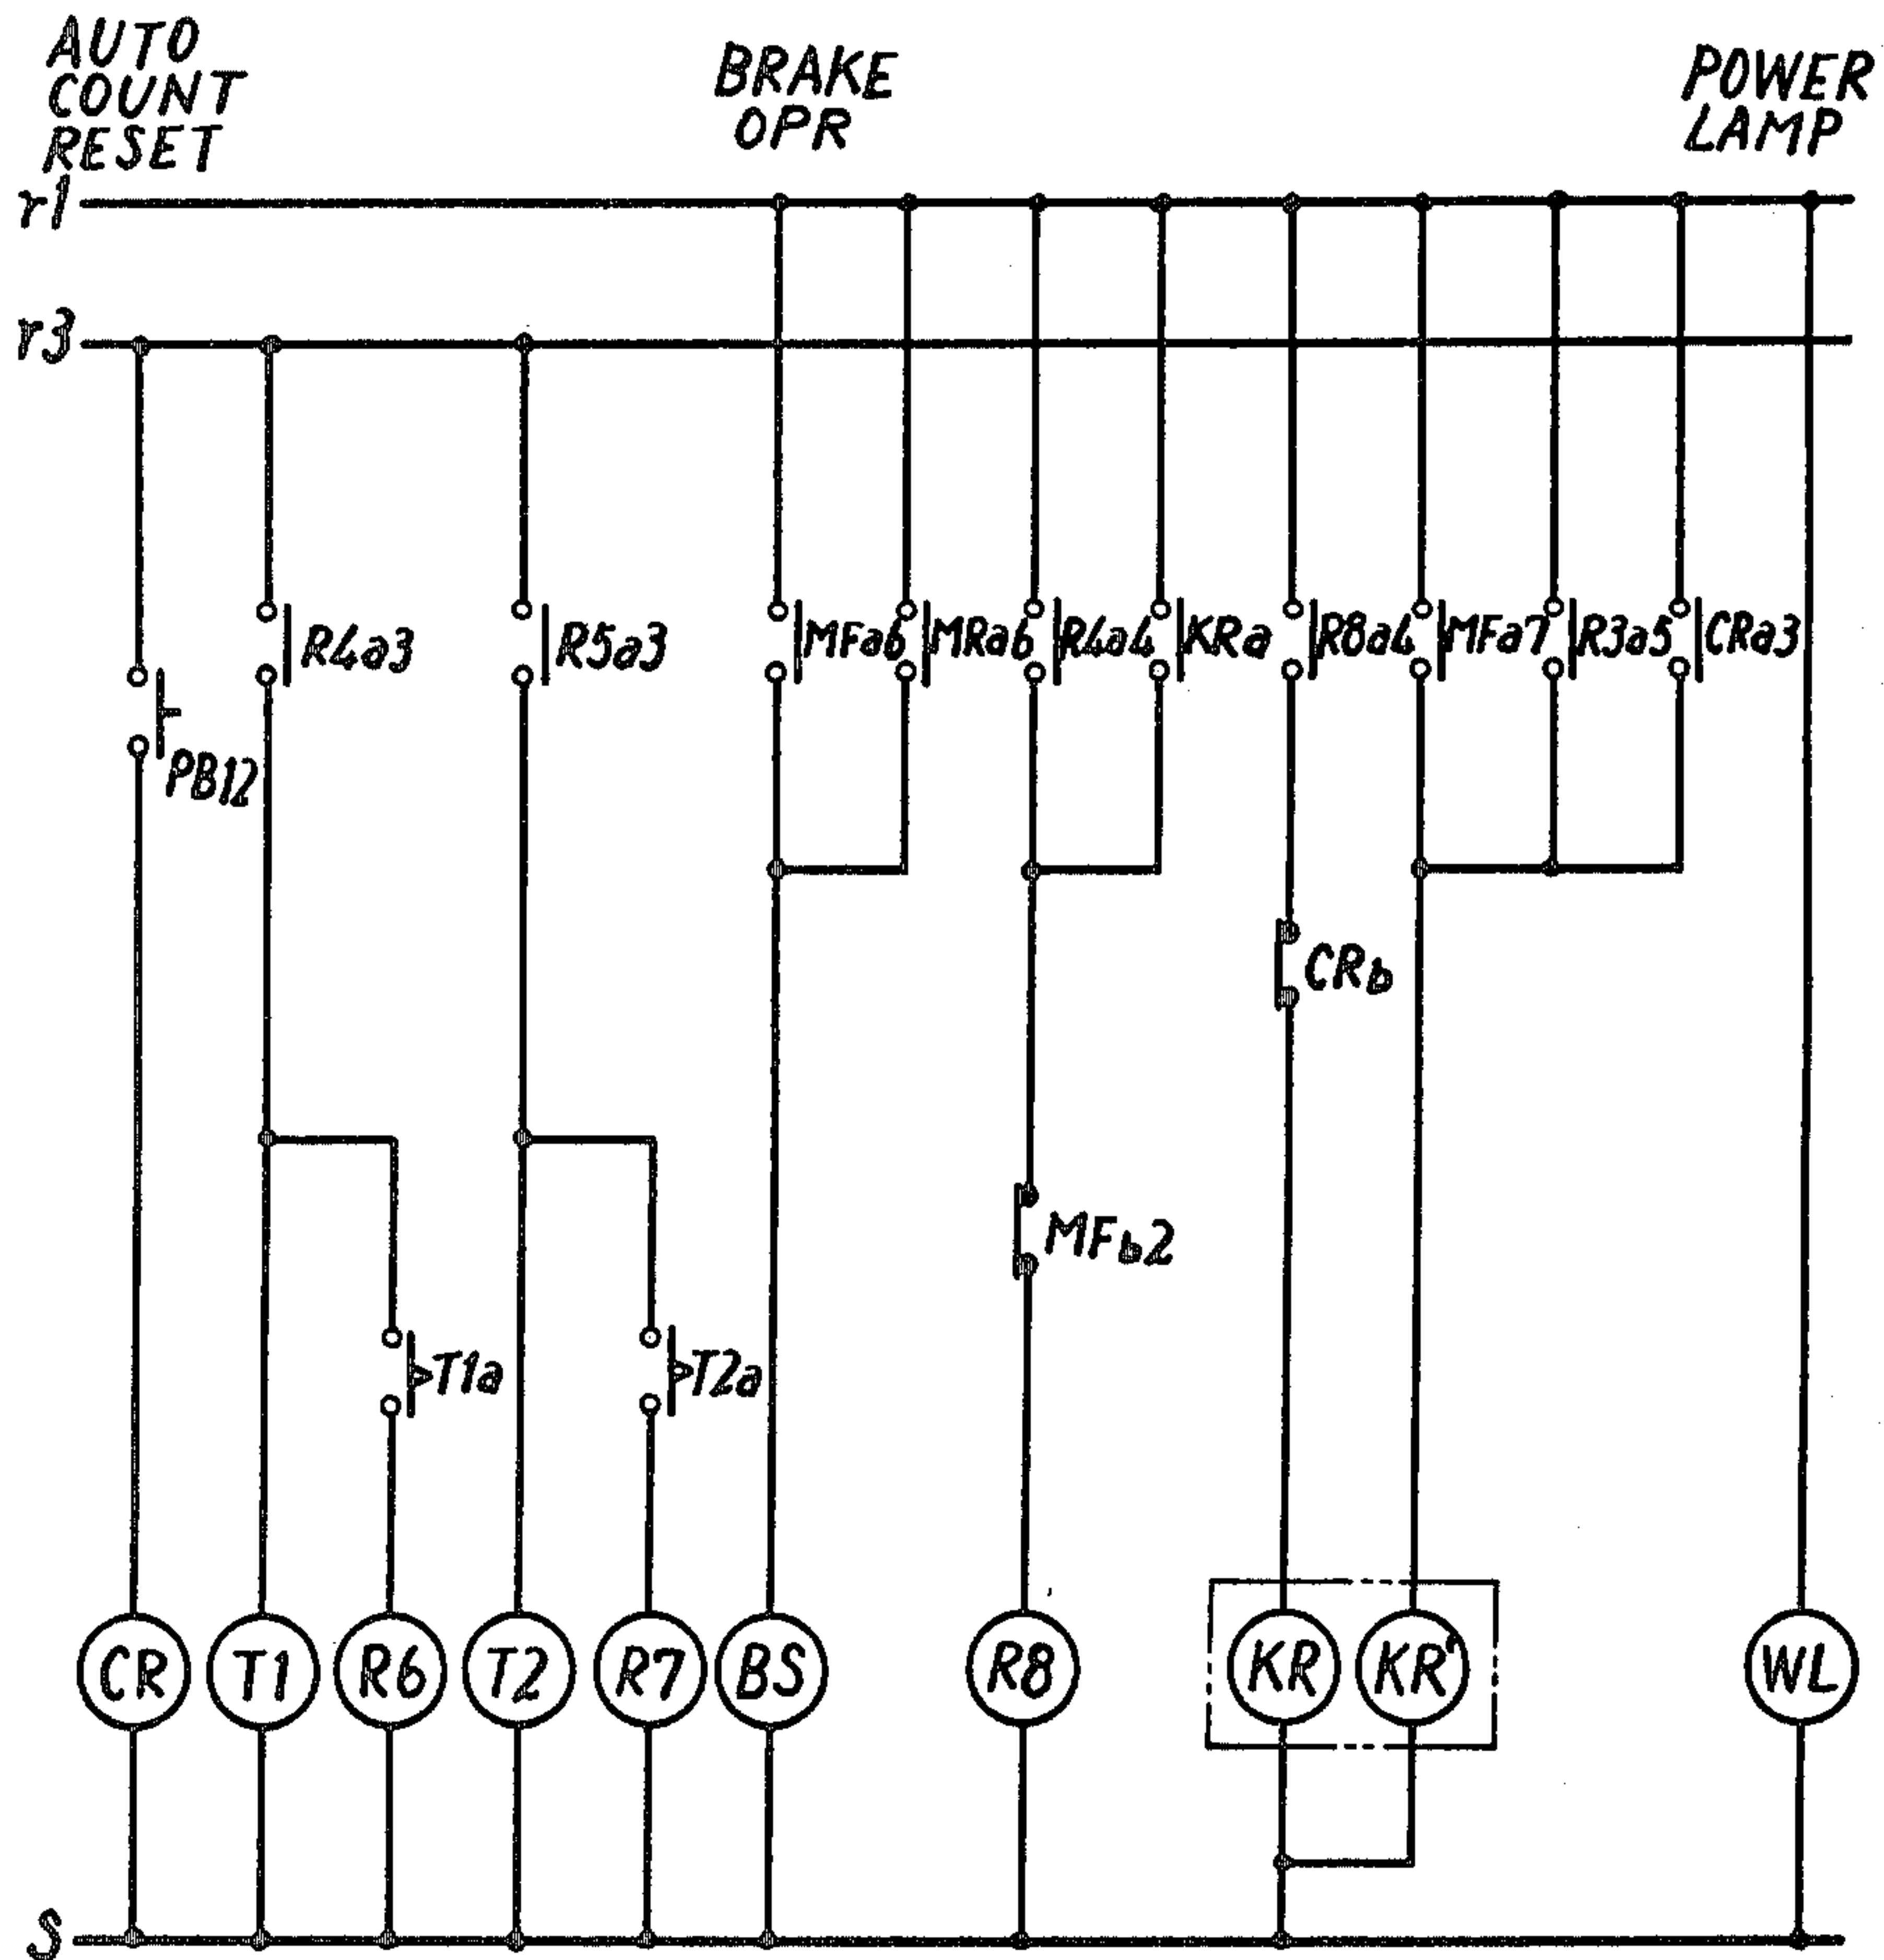 AUTO
COUNT
RESET
BRAKE
OPR
POWER
LAMP
r1
r3
R4a3
R5a3
MFa6
MRa6
R4a4
KRa
R8a4
MFa7
R3a5
CRa3
PB12
CRb
MFb2
T1a
T2a
CR
T1
R6
T2
R7
BS
R8
KR
KR'
WL
S